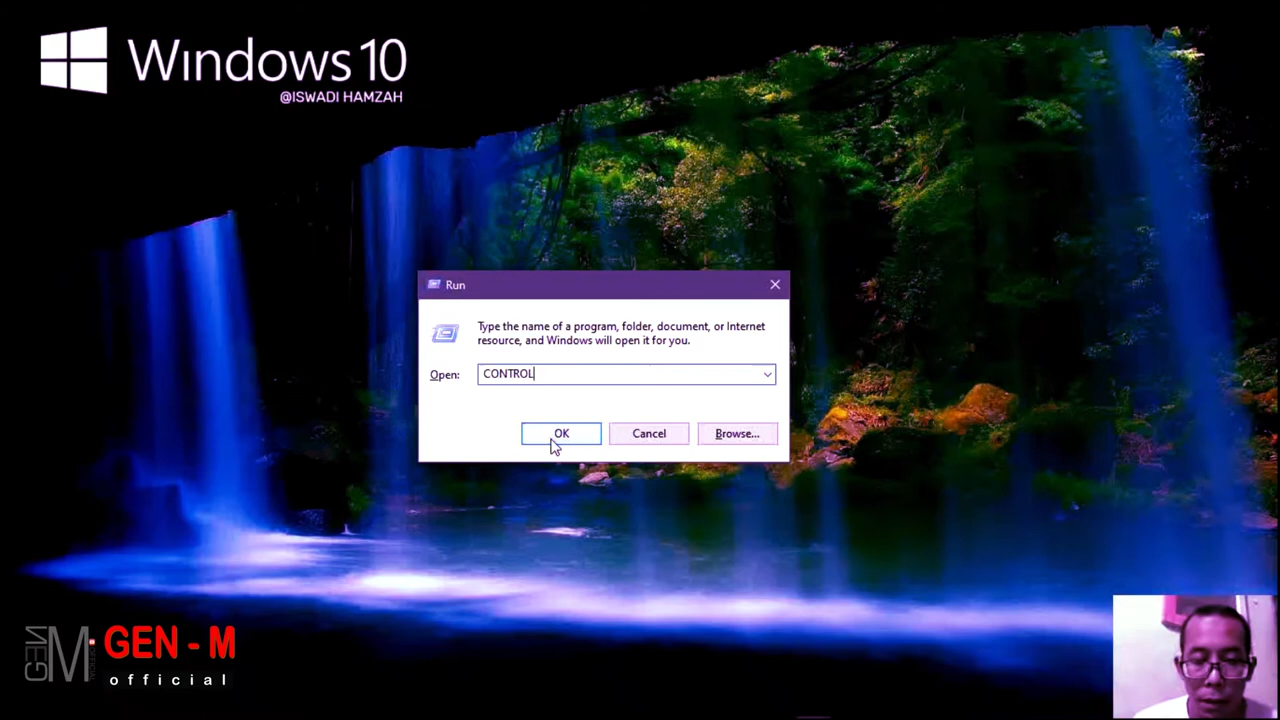 Windows 10
@ISWADI HAMZAH
Run
Type the name of a program, folder, document, or Internet
resource, and Windows will open it for you.
Open: CONTROL
OK Cancel Browse...
GEN M GEN - M
official